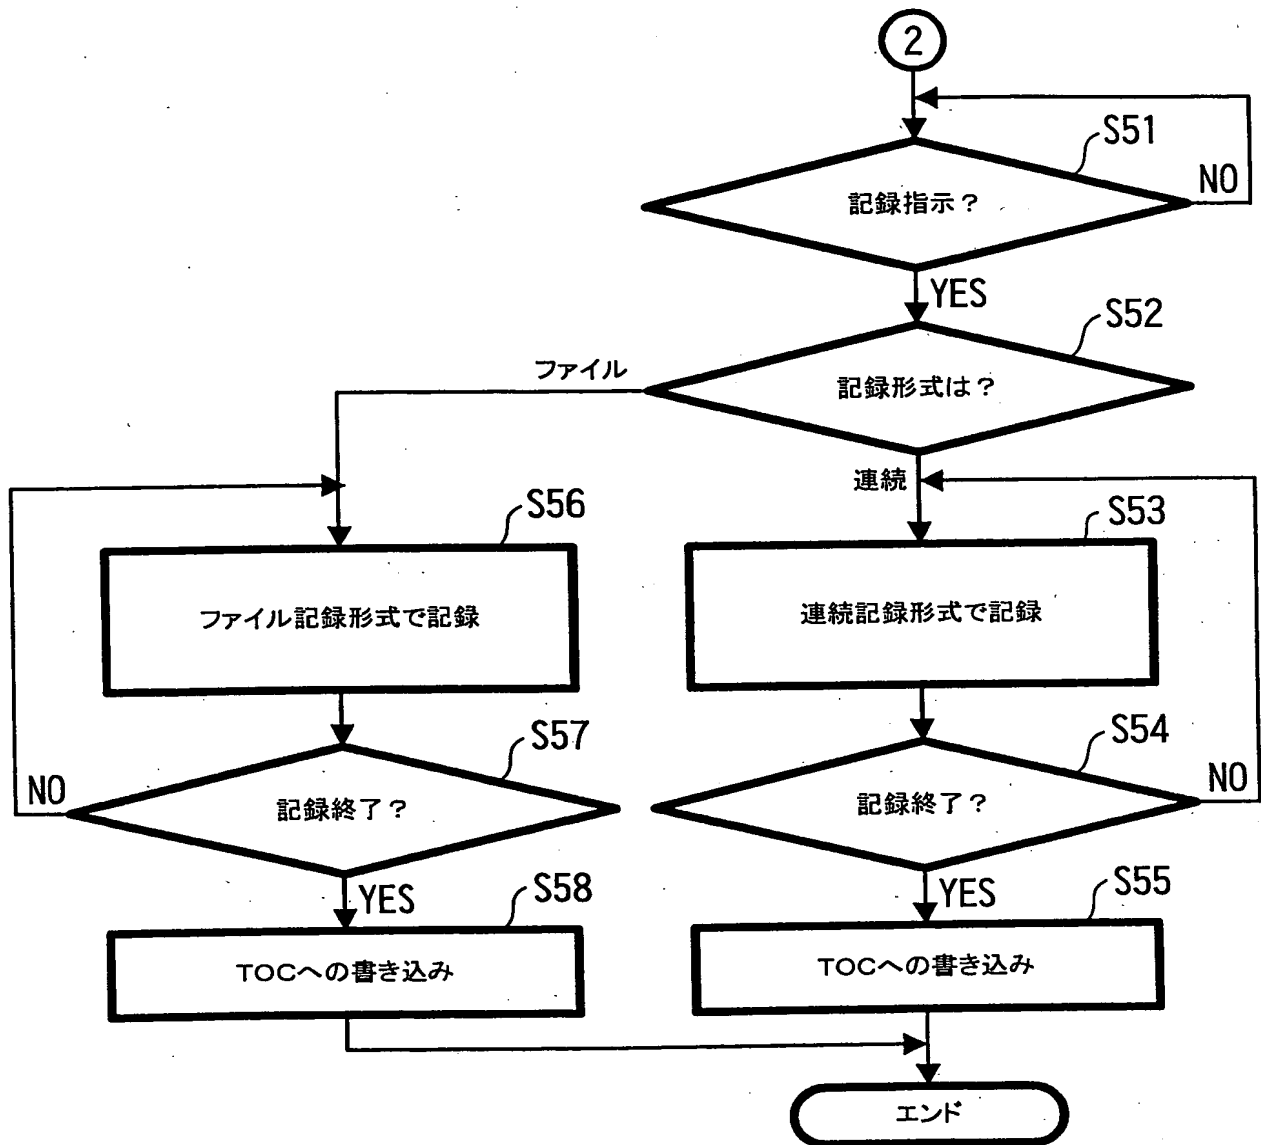 2
S51
記録指示？
NO
YES
S52
記録形式は？
ファイル
連続
S56
S53
ファイル記録形式で記録
連続記録形式で記録
S57
S54
NO
記録終了？
記録終了？
NO
YES
YES
S58
S55
TOCへの書き込み
TOCへの書き込み
エンド